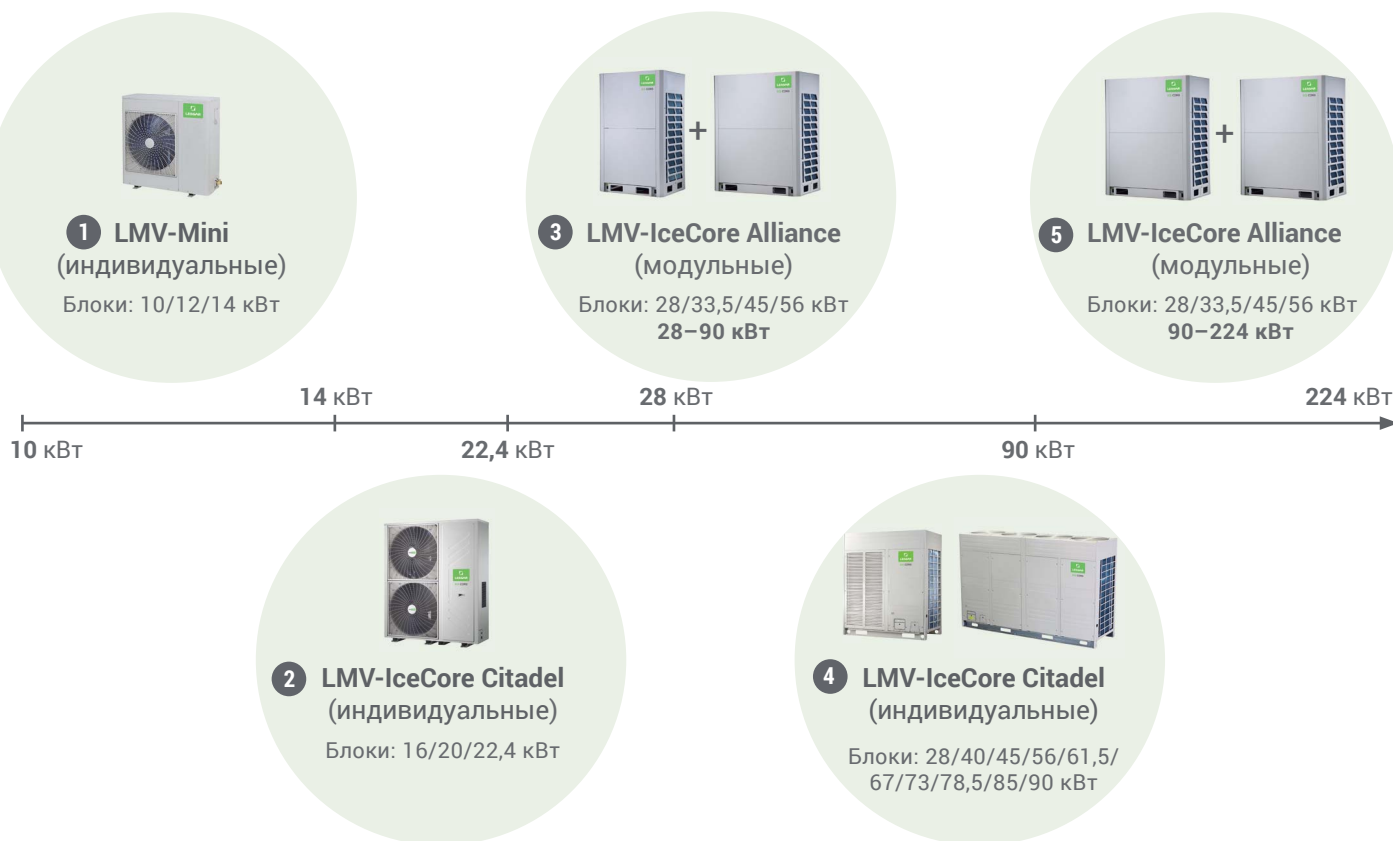 1 LMV-Mini
(индивидуальные)
Блоки: 10/12/14 кВт
3 LMV-IceCore Alliance
(модульные)
Блоки: 28/33,5/45/56 кВт
28–90 кВт
5 LMV-IceCore Alliance
(модульные)
Блоки: 28/33,5/45/56 кВт
90–224 кВт
+
+
14 кВт
28 кВт
224 кВт
10 кВт
22,4 кВт
90 кВт
2 LMV-IceCore Citadel
(индивидуальные)
Блоки: 16/20/22,4 кВт
4 LMV-IceCore Citadel
(индивидуальные)
Блоки: 28/40/45/56/61,5/
67/73/78,5/85/90 кВт